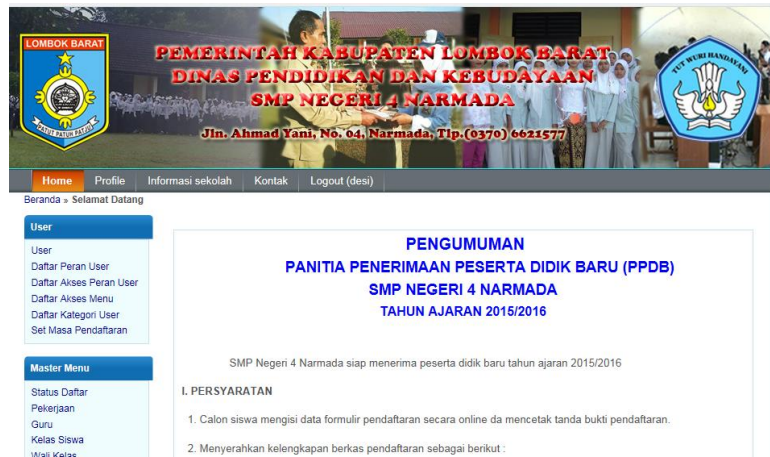 LOMBOK BARAT
PATUT PATUH PATJU
PEMERINTAH KABUPATEN LOMBOK BARAT
DINAS PENDIDIKAN DAN KEBUDAYAAN
SMP NEGERI 4 NARMADA
Jln. Ahmad Yani, No. 04, Narmada, Tlp.(0370) 6621577
TUT WURI HANDAYANI
Home Profile Informasi sekolah Kontak Logout (desi)
Beranda » Selamat Datang
User
User
Daftar Peran User
Daftar Akses Peran User
Daftar Akses Menu
Daftar Kategori User
Set Masa Pendaftaran
Master Menu
Status Daftar
Pekerjaan
Guru
Kelas Siswa
Wali Kelas
PENGUMUMAN
PANITIA PENERIMAAN PESERTA DIDIK BARU (PPDB)
SMP NEGERI 4 NARMADA
TAHUN AJARAN 2015/2016
SMP Negeri 4 Narmada siap menerima peserta didik baru tahun ajaran 2015/2016
I. PERSYARATAN
1. Calon siswa mengisi data formulir pendaftaran secara online da mencetak tanda bukti pendaftaran.
2. Menyerahkan kelengkapan berkas pendaftaran sebagai berikut :